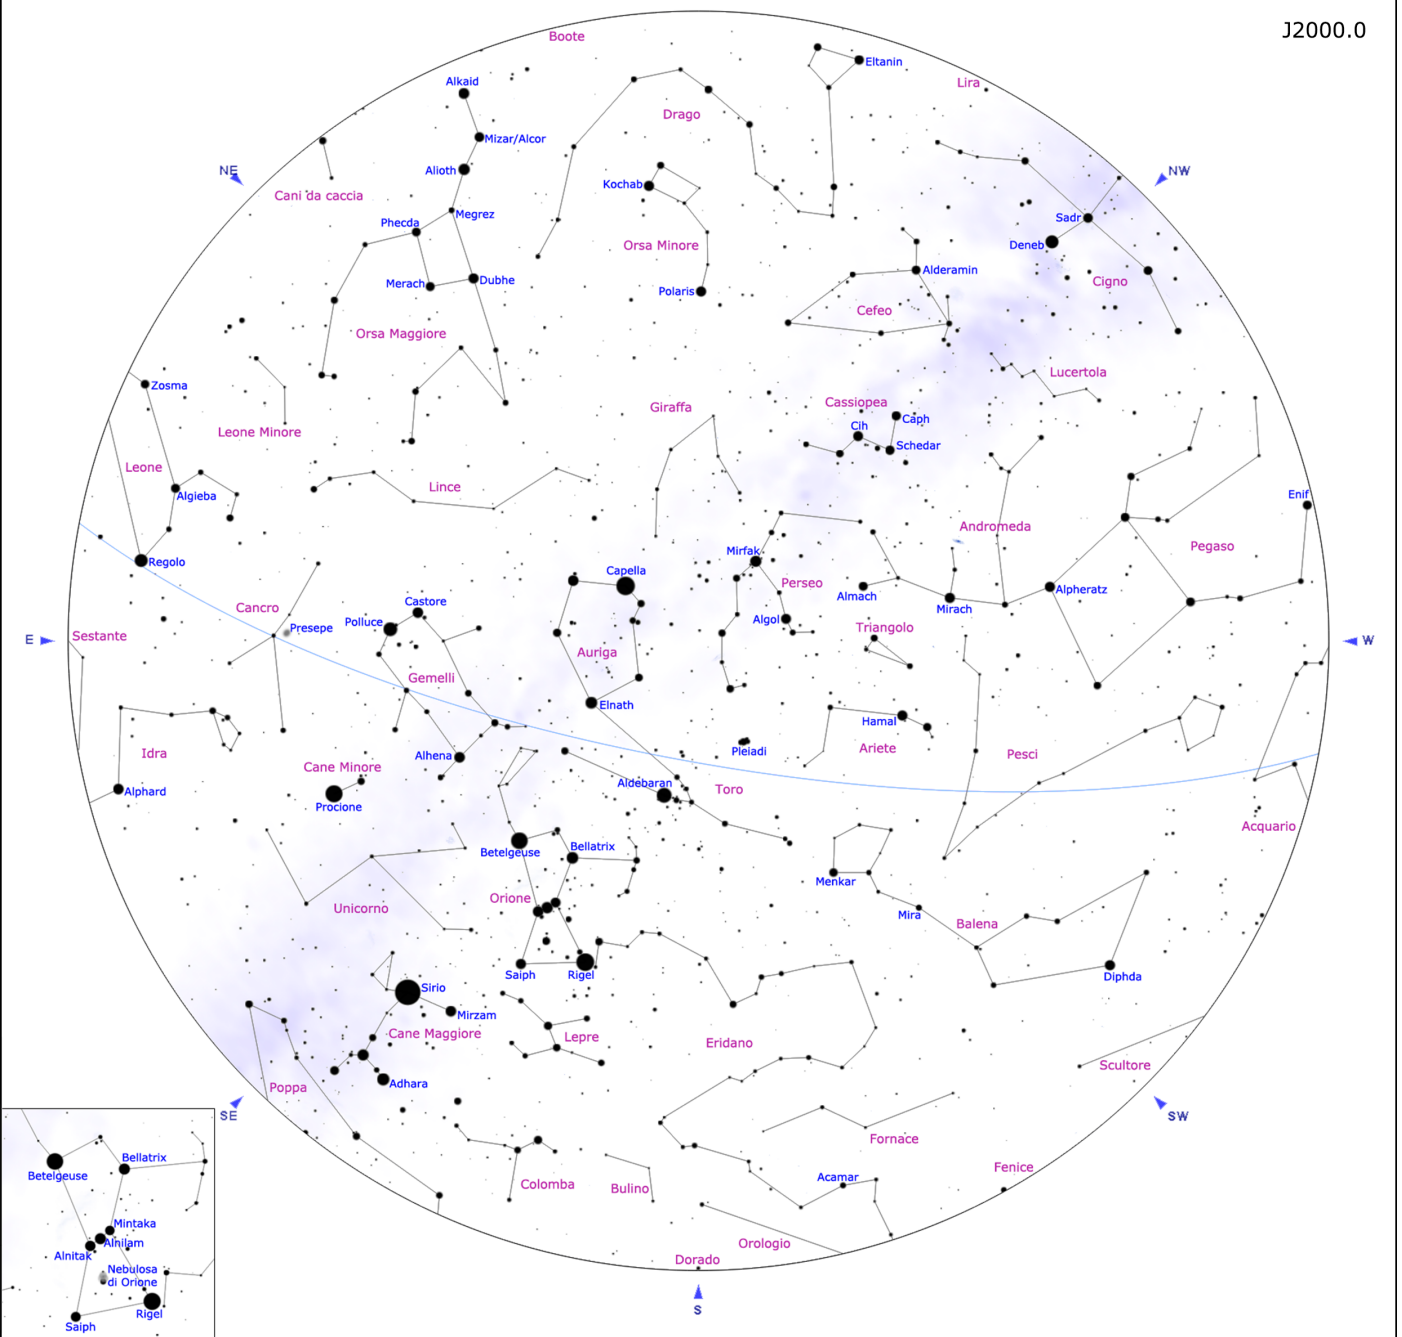 J2000.0
Boote
Eltanin
Lira
Alkaid
Drago
Mizar/Alcor
NE
Alioth
NW
Kochab
Cani da caccia
Megrez
Phecda
Sadr
Orsa Minore
Deneb
Alderamin
Merach
Dubhe
Cigno
Polaris
Cefeo
Orsa Maggiore
Lucertola
Zosma
Cassiopea
Giraffa
Caph
Cih
Leone Minore
Schedar
Leone
Lince
Algieba
Enif
Andromeda
Pegaso
Mirfak
Regolo
Capella
Perseo
Alpheratz
Almach
Castore
Cancro
Mirach
Polluce
Algol
Presepe
Triangolo
E
Sestante
W
Auriga
Gemelli
Elnath
Hamal
Pleiadi
Ariete
Idra
Pesci
Alhena
Cane Minore
Aldebaran
Toro
Alphard
Procione
Acquario
Betelgeuse
Bellatrix
Menkar
Orione
Unicorno
Mira
Balena
Saiph
Rigel
Diphda
Sirio
Mirzam
Cane Maggiore
Lepre
Eridano
Scultore
Poppa
Adhara
SE
SW
Fornace
Fenice
Acamar
Colomba
Bulino
Orologio
Dorado
S
Bellatrix
Betelgeuse
Mintaka
Alnilam
Alnitak
Nebulosa
di Orione
Rigel
Saiph